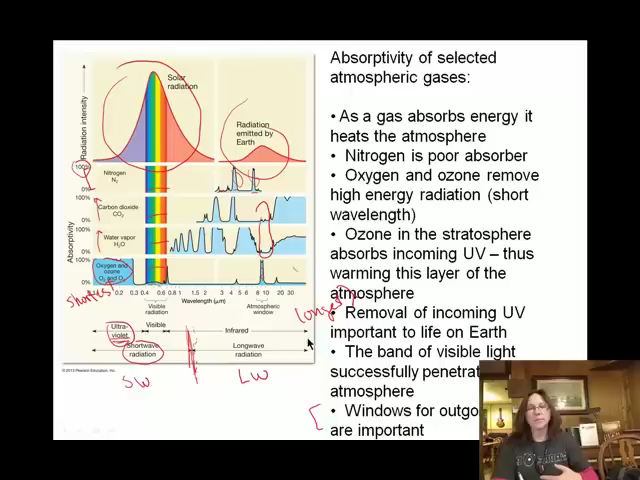 Absorptivity of selected
atmospheric gases:
• As a gas absorbs energy it
heats the atmosphere
• Nitrogen is poor absorber
• Oxygen and ozone remove
high energy radiation (short
wavelength)
• Ozone in the stratosphere
absorbs incoming UV – thus
warming this layer of the
atmosphere
• Removal of incoming UV
important to life on Earth
• The band of visible light
successfully penetrat
atmosphere
• Windows for outgo
are important
Radiation intensity
Solar
radiation
Radiation
emitted by
Earth
Absorptivity
100%
Nitrogen
N2
0%
100%
Carbon dioxide
CO2
0%
100%
Water vapor
H2O
0%
100%
Oxygen and
ozone
O2 and O3
0.2 0.3 0.4 0.6 0.8 1 1.5 2 3 4 5 6 8 10 20 30
Wavelength (μm)
Visible
radiation
Atmospheric
window
shortest
longest
Ultra-
violet
Visible
Infrared
Shortwave
radiation
Longwave
radiation
SW
LW
© 2013 Pearson Education, Inc.